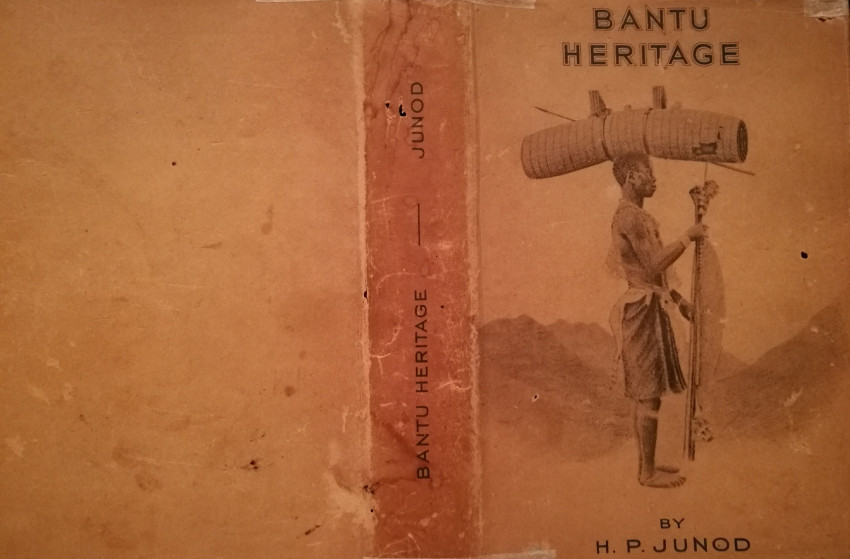 BANTU
HERITAGE
BY
H. P. JUNOD
BANTU HERITAGE — JUNOD